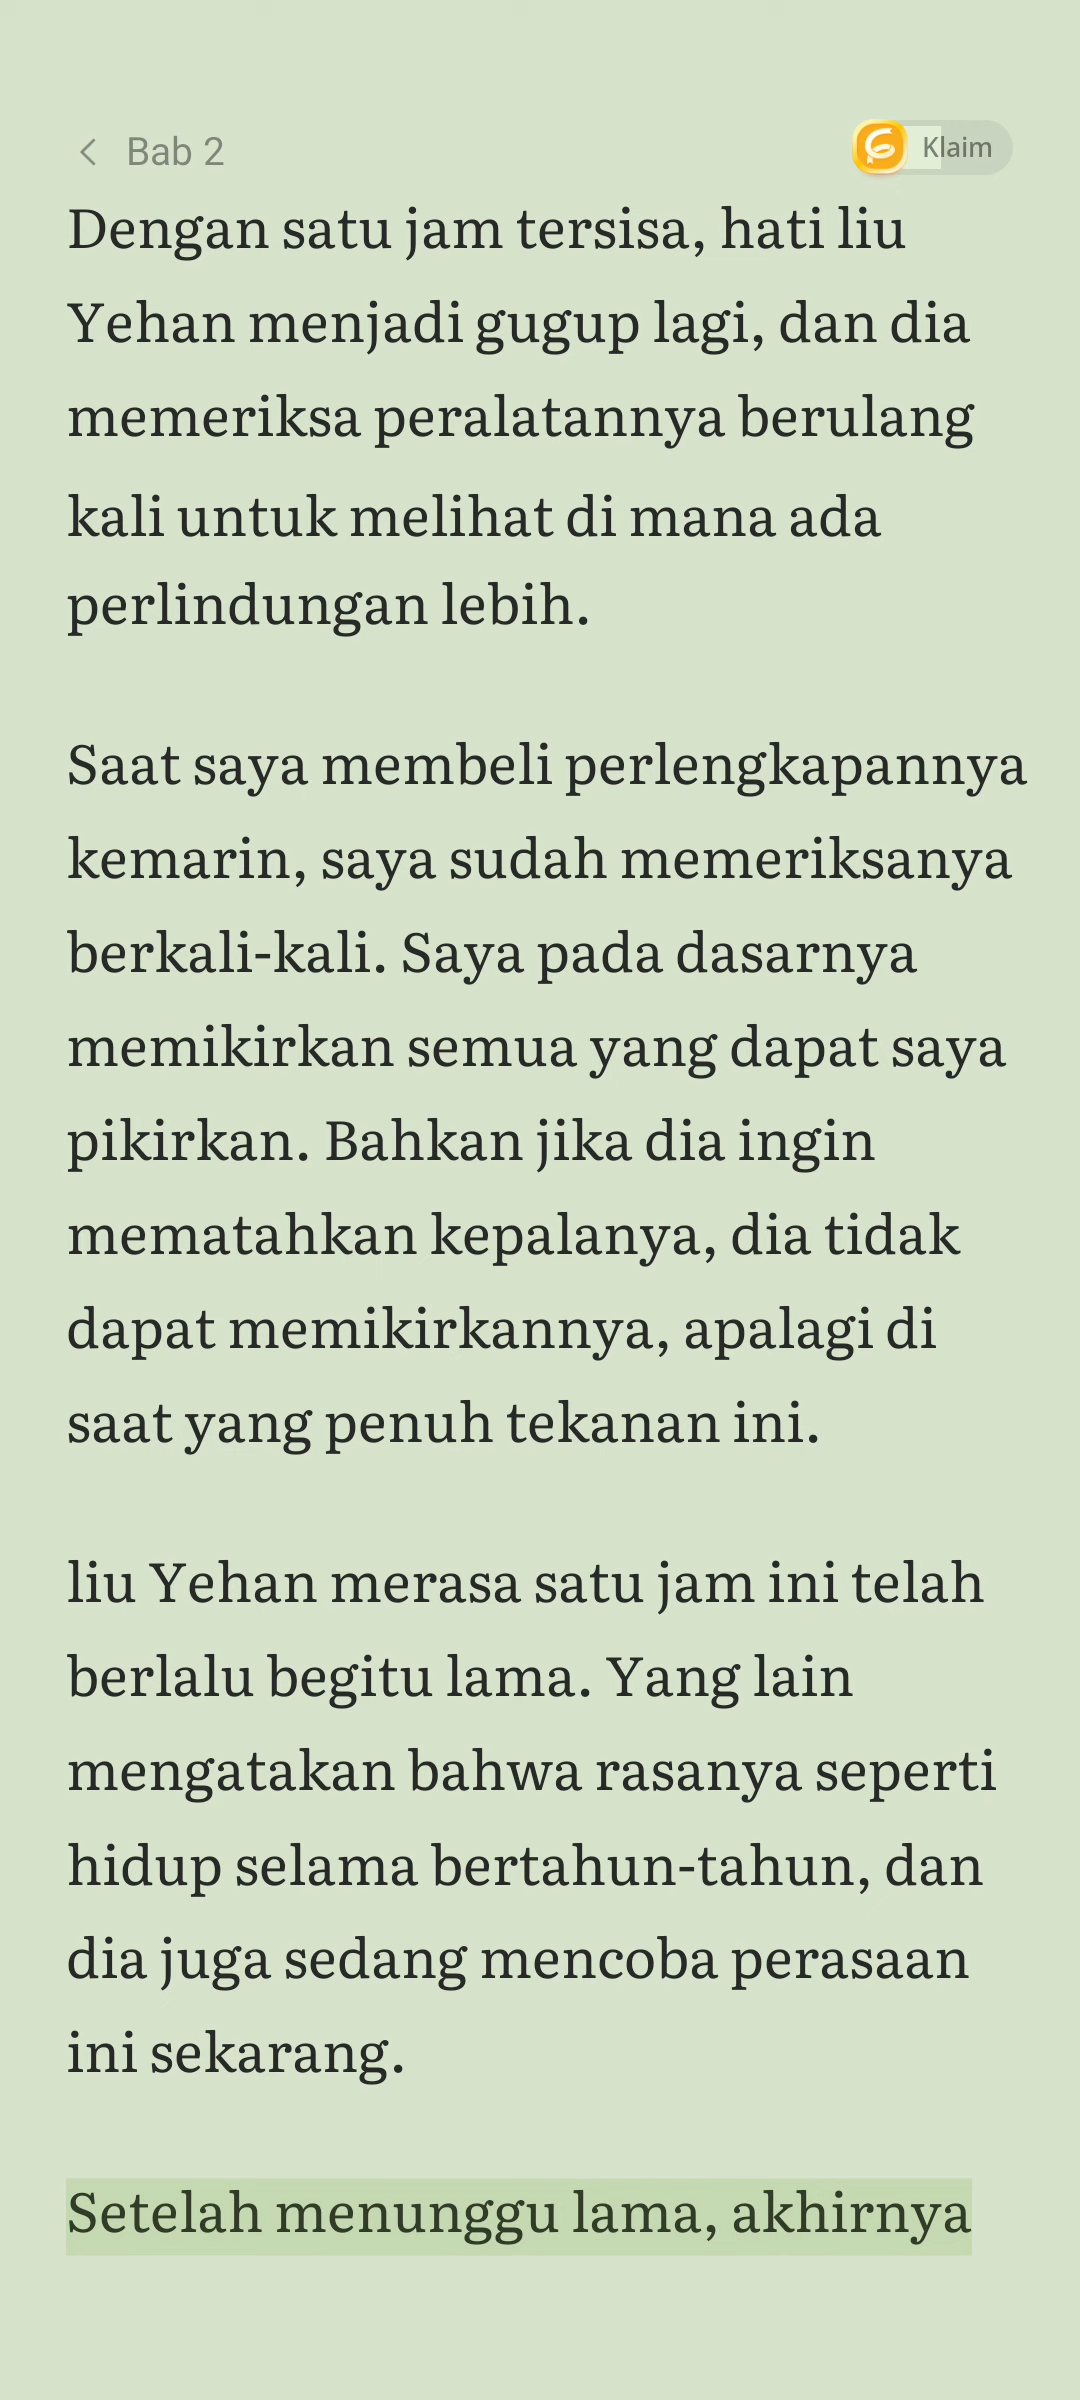 Bab 2
Klaim
Dengan satu jam tersisa, hati liu
Yehan menjadi gugup lagi, dan dia
memeriksa peralatannya berulang
kali untuk melihat di mana ada
perlindungan lebih.
Saat saya membeli perlengkapannya
kemarin, saya sudah memeriksanya
berkali-kali. Saya pada dasarnya
memikirkan semua yang dapat saya
pikirkan. Bahkan jika dia ingin
mematahkan kepalanya, dia tidak
dapat memikirkannya, apalagi di
saat yang penuh tekanan ini.
liu Yehan merasa satu jam ini telah
berlalu begitu lama. Yang lain
mengatakan bahwa rasanya seperti
hidup selama bertahun-tahun, dan
dia juga sedang mencoba perasaan
ini sekarang.
Setelah menunggu lama, akhirnya